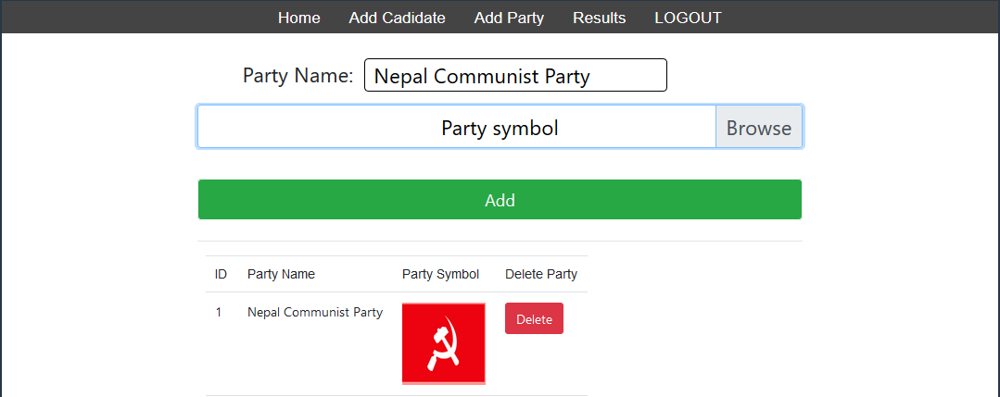 Home Add Cadidate Add Party Results LOGOUT
Party Name: Nepal Communist Party
Party symbol Browse
Add
ID Party Name Party Symbol Delete Party
1 Nepal Communist Party Delete